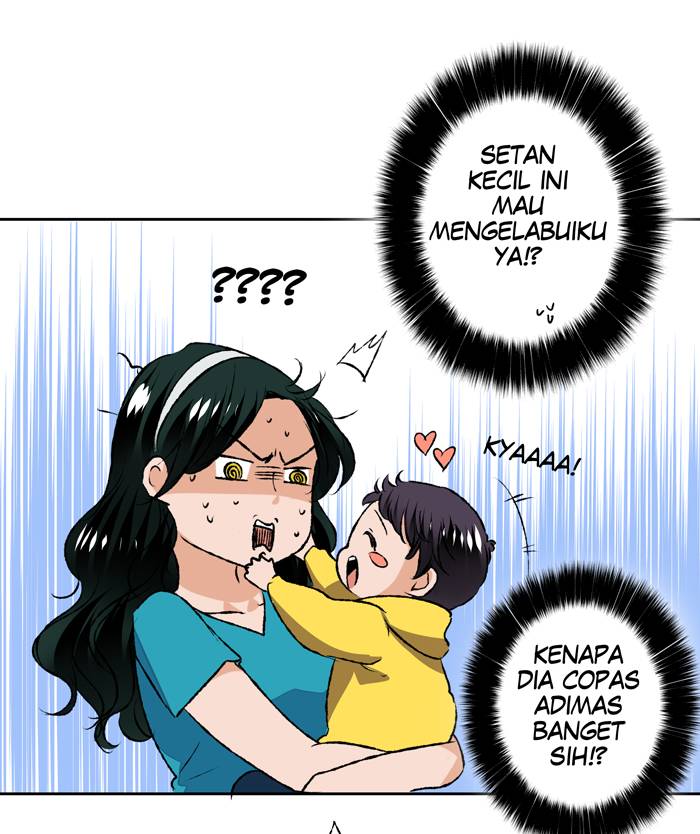 SETAN
KECIL INI
MAU
MENGELABUIKU
YA!?
????
KYAAAA!
KENAPA
DIA COPAS
ADIMAS
BANGET
SIH!?